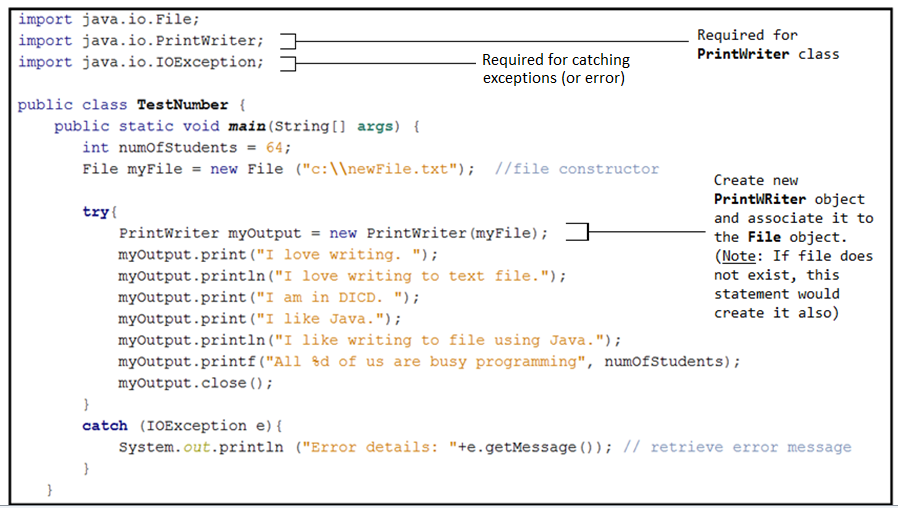 import java.io.File;
import java.io.PrintWriter;
import java.io.IOException;
Required for
PrintWriter class
Required for catching
exceptions (or error)
public class TestNumber {
public static void main(String[] args) {
int numOfStudents = 64;
File myFile = new File ("c:\\newFile.txt"); //file constructor
try{
PrintWriter myOutput = new PrintWriter(myFile);
myOutput.print("I love writing. ");
myOutput.println("I love writing to text file.");
myOutput.print("I am in DICD. ");
myOutput.print("I like Java.");
myOutput.println("I like writing to file using Java.");
myOutput.printf("All %d of us are busy programming", numOfStudents);
myOutput.close();
}
catch (IOException e){
System.out.println ("Error details: "+e.getMessage()); // retrieve error message
}
}
Create new
PrintWRiter object
and associate it to
the File object.
(Note: If file does
not exist, this
statement would
create it also)